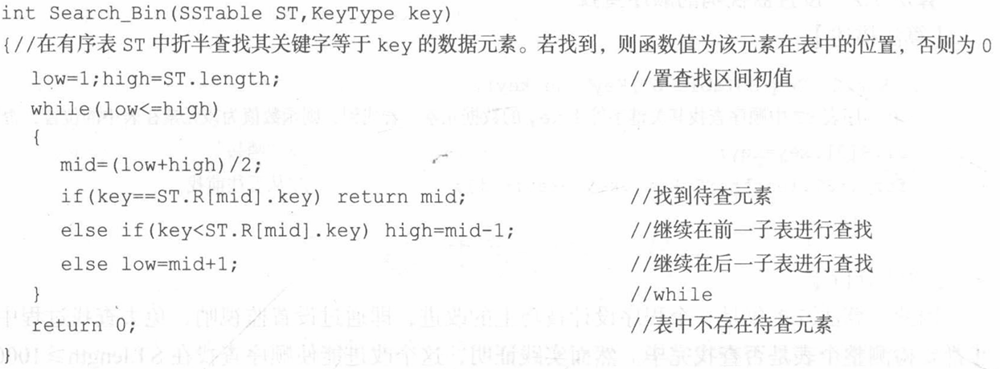 int Search_Bin(SSTable ST,KeyType key)
{//在有序表 ST 中折半查找其关键字等于 key 的数据元素。若找到，则函数值为该元素在表中的位置，否则为 0
low=1;high=ST.length; //置查找区间初值
while(low<=high)
{
mid=(low+high)/2;
if(key==ST.R[mid].key) return mid; //找到待查元素
else if(key<ST.R[mid].key) high=mid-1; //继续在前一子表进行查找
else low=mid+1; //继续在后一子表进行查找
} //while
return 0; //表中不存在待查元素
}